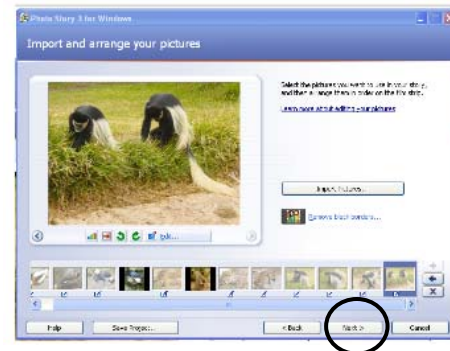 Photo Story 3 for Windows
Import and arrange your pictures
Select the pictures you want to use in your story,
and then arrange them in order on the film strip.
Learn more about editing your pictures
Import Pictures...
Remove black borders...
Edit...
Help
Save Project...
< Back
Next >
Cancel